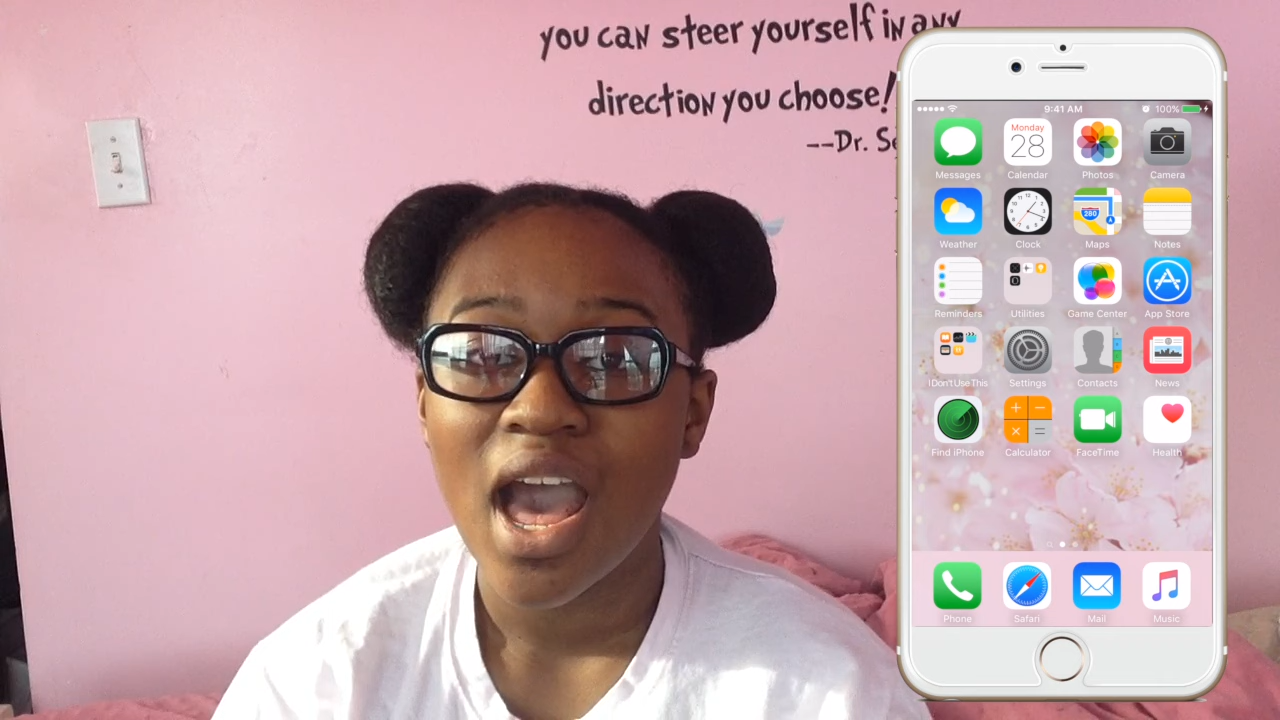 you can steer yourself in any
direction you choose!
--Dr.
9:41 AM 100%
Monday
28
Messages Calendar Photos Camera
280
Weather Clock Maps Notes
Reminders Utilities Game Center App Store
IDon'tUseThis Settings Contacts News
Find iPhone Calculator FaceTime Health
Phone Safari Mail Music